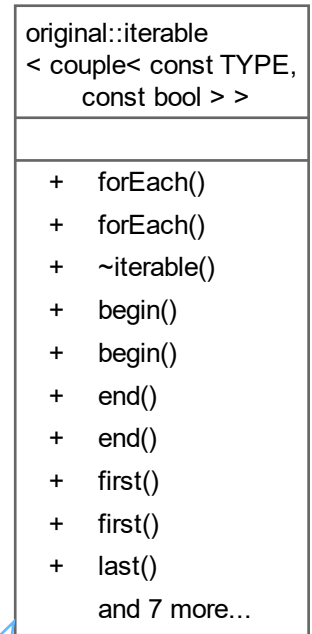 original::iterable
< couple< const TYPE,
const bool > >
+ forEach()
+ forEach()
+ ~iterable()
+ begin()
+ begin()
+ end()
+ end()
+ first()
+ first()
+ last()
and 7 more...